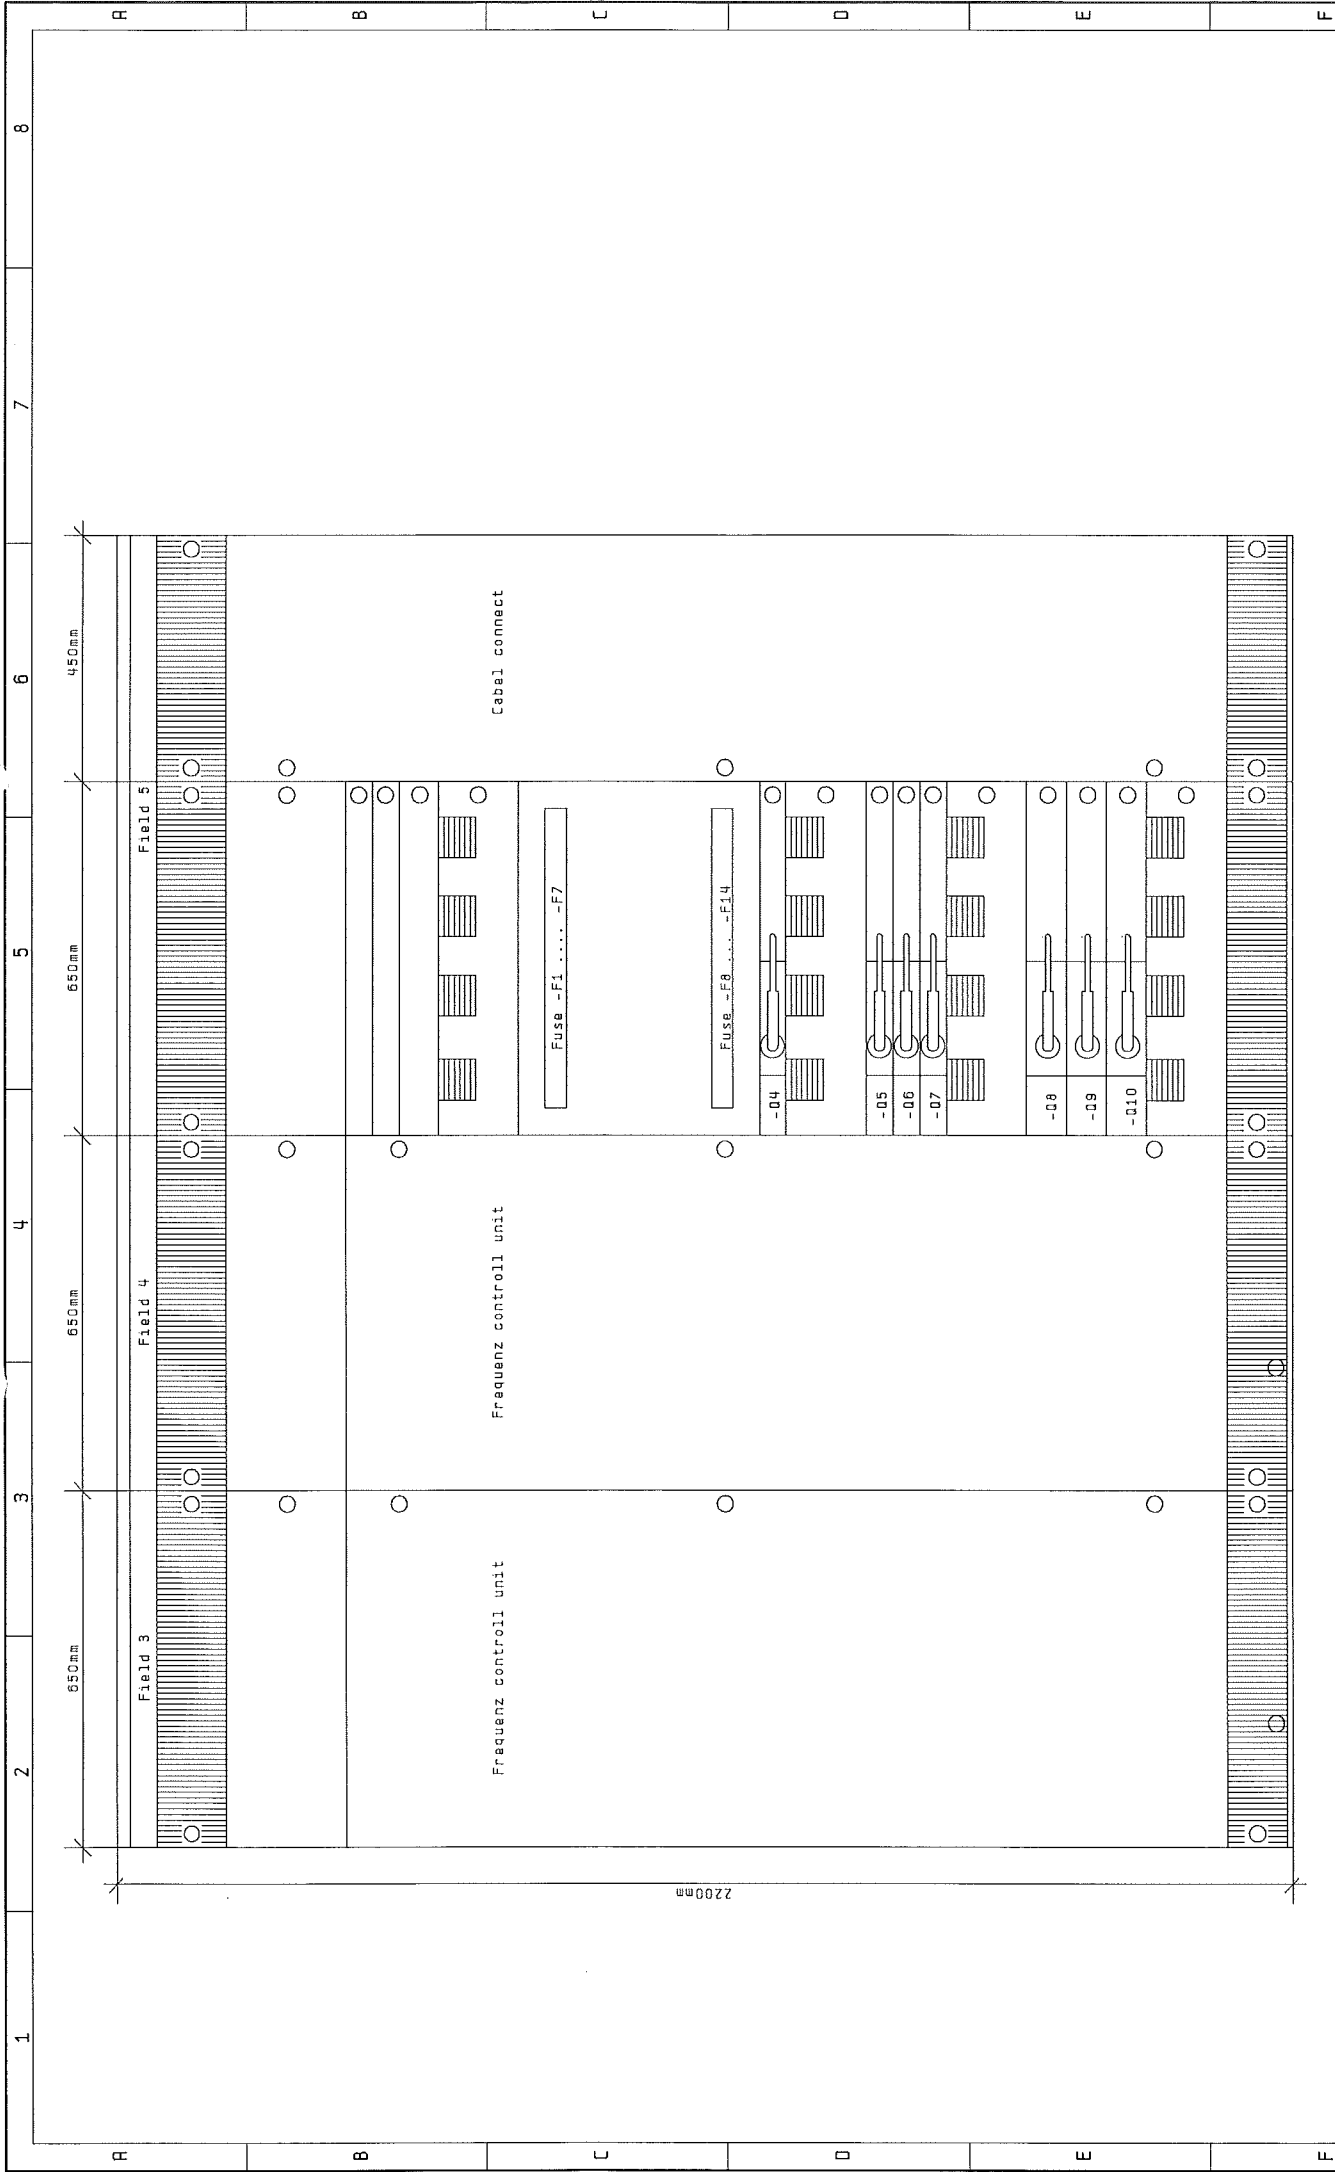 1 2 3 4 5 6 7 8
A
B
C
D
E
F
A
B
C
D
E
F
650mm 650mm 650mm 450mm
2200mm
Field 3 Field 4 Field 5
Frequenz controll unit
Frequenz controll unit
Cabel connect
Fuse -F1 .... -F7
Fuse -F8 .... -F14
-Q4
-Q5
-Q6
-Q7
-Q8
-Q9
-Q10